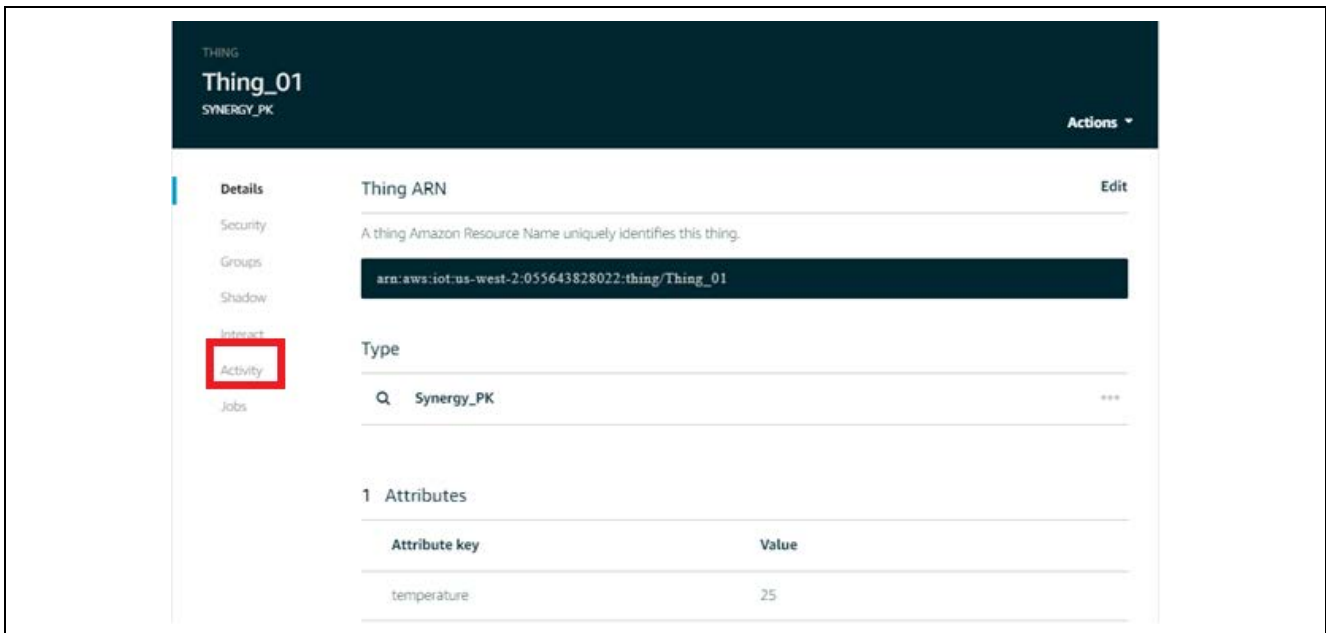 THING
Thing_01
SYNERGY_PK
Actions
Details
Security
Groups
Shadow
Interact
Activity
Jobs
Thing ARN
Edit
A thing Amazon Resource Name uniquely identifies this thing.
arn:aws:iot:us-west-2:055643828022:thing/Thing_01
Type
Synergy_PK
1 Attributes
Attribute key Value
temperature 25